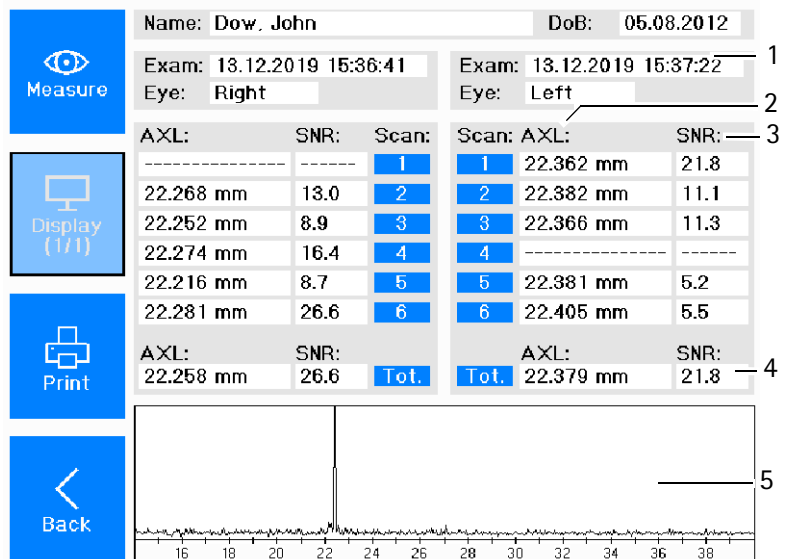 Name: Dow, John DoB: 05.08.2012
Exam: 13.12.2019 15:36:41 Exam: 13.12.2019 15:37:22 1
Measure
Eye: Right Eye: Left
2
AXL: SNR: Scan: Scan: AXL: SNR: 3
---------------- ------ 1 1 22.362 mm 21.8
22.268 mm 13.0 2 2 22.382 mm 11.1
Display
(1/1)
22.252 mm 8.9 3 3 22.366 mm 11.3
22.274 mm 16.4 4 4 ---------------- ------
22.216 mm 8.7 5 5 22.381 mm 5.2
22.281 mm 26.6 6 6 22.405 mm 5.5
AXL: SNR: AXL: SNR:
Print
22.258 mm 26.6 Tot. Tot. 22.379 mm 21.8 4
5
Back
16 18 20 22 24 26 28 30 32 34 36 38